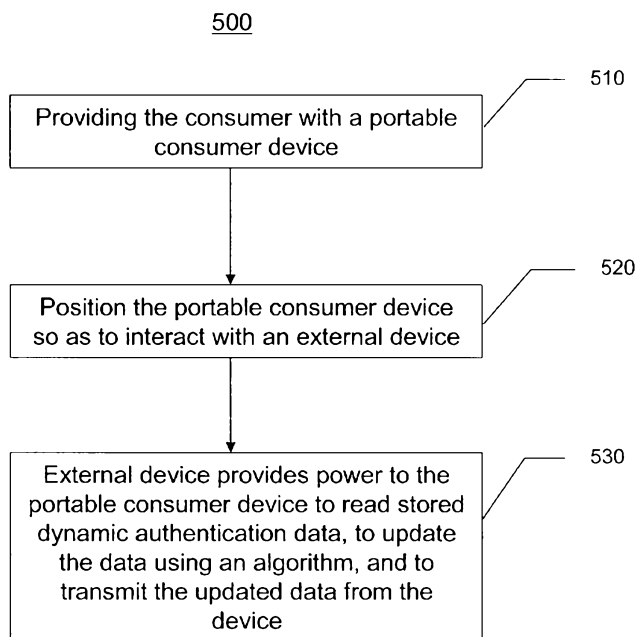 500
510
Providing the consumer with a portable
consumer device
520
Position the portable consumer device
so as to interact with an external device
530
External device provides power to the
portable consumer device to read stored
dynamic authentication data, to update
the data using an algorithm, and to
transmit the updated data from the
device